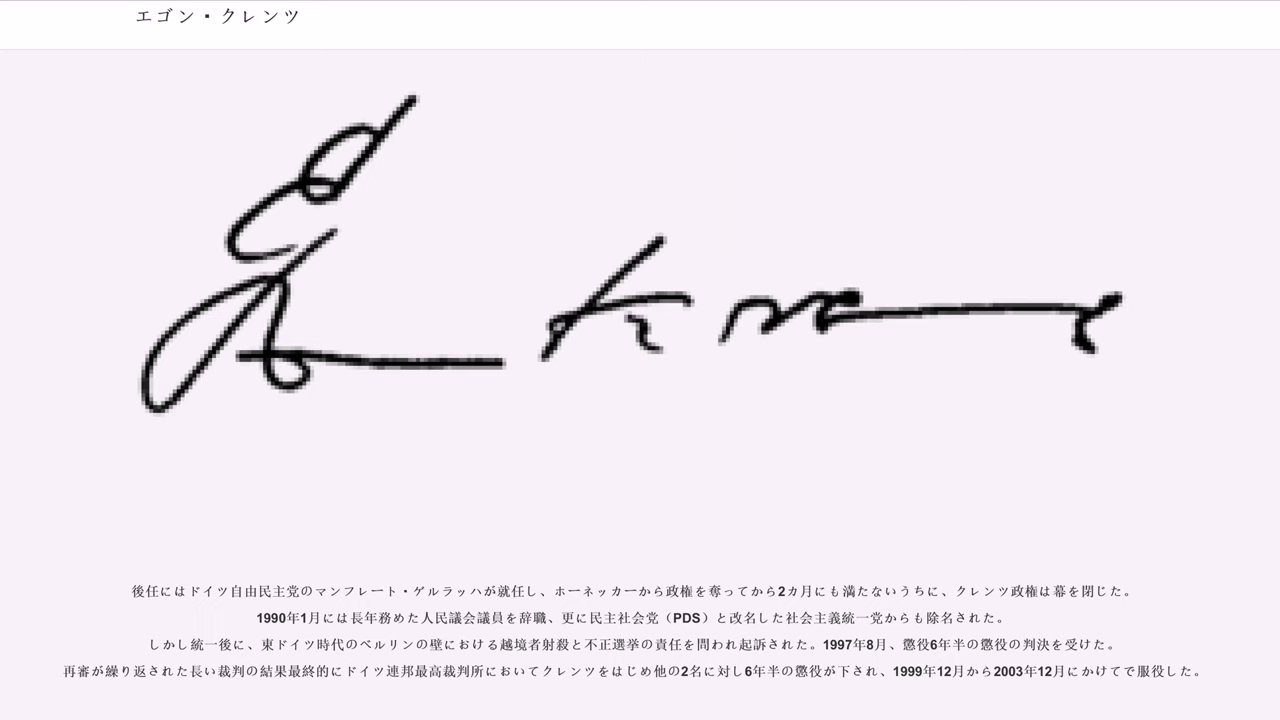 エゴン・クレンツ
後任にはドイツ自由民主党のマンフレート・ゲルラッハが就任し、ホーネッカーから政権を奪ってから2カ月にも満たないうちに、クレンツ政権は幕を閉じた。
1990年1月には長年務めた人民議会議員を辞職、更に民主社会党（PDS）と改名した社会主義統一党からも除名された。
しかし統一後に、東ドイツ時代のベルリンの壁における越境者射殺と不正選挙の責任を問われ起訴された。1997年8月、懲役6年半の懲役の判決を受けた。
再審が繰り返された長い裁判の結果最終的にドイツ連邦最高裁判所においてクレンツをはじめ他の2名に対し6年半の懲役が下され、1999年12月から2003年12月にかけてで服役した。